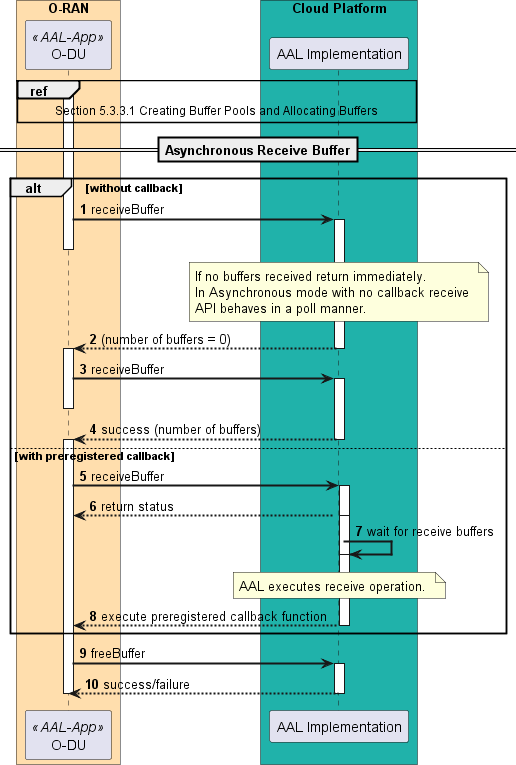 O-RAN
Cloud Platform
«AAL-App»
O-DU
AAL Implementation
ref
Section 5.3.3.1 Creating Buffer Pools and Allocating Buffers
Asynchronous Receive Buffer
alt
[without callback]
1 receiveBuffer
If no buffers received return immediately.
In Asynchronous mode with no callback receive
API behaves in a poll manner.
2 (number of buffers = 0)
3 receiveBuffer
4 success (number of buffers)
[with preregistered callback]
5 receiveBuffer
6 return status
7 wait for receive buffers
AAL executes receive operation.
8 execute preregistered callback function
9 freeBuffer
10 success/failure
«AAL-App»
O-DU
AAL Implementation